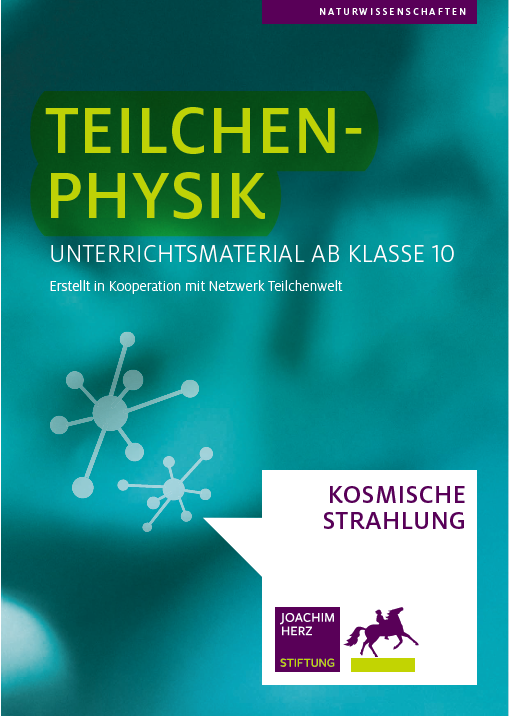 NATURWISSENSCHAFTEN
TEILCHEN-
PHYSIK
UNTERRICHTSMATERIAL AB KLASSE 10
Erstellt in Kooperation mit Netzwerk Teilchenwelt
KOSMISCHE
STRAHLUNG
JOACHIM
HERZ
STIFTUNG